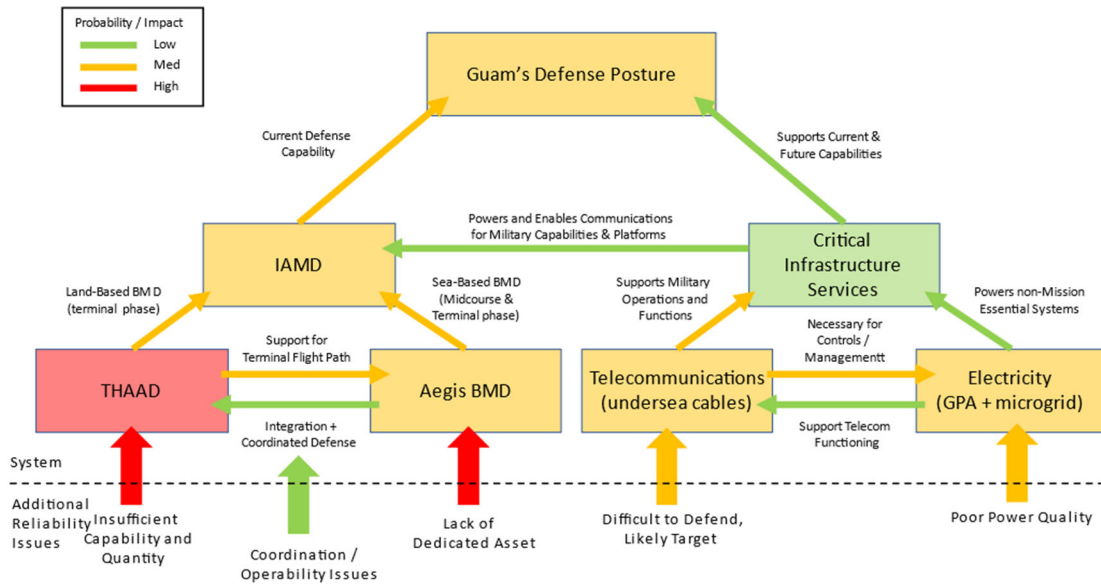 Probability / Impact
Low
Med
High
Guam's Defense Posture
Current Defense
Capability
Supports Current &
Future Capabilities
Powers and Enables Communications
for Military Capabilities & Platforms
IAMD
Critical
Infrastructure
Services
Land-Based BMD
(terminal phase)
Sea-Based BMD
(Midcourse &
Terminal phase)
Supports Military
Operations and
Functions
Powers non-Mission
Essential Systems
Support for
Terminal Flight Path
Necessary for
Controls /
Managementt
THAAD
Aegis BMD
Telecommunications
(undersea cables)
Electricity
(GPA + microgrid)
Integration +
Coordinated Defense
Support Telecom
Functioning
System
Additional
Reliability
Issues
Insufficient
Capability and
Quantity
Coordination /
Operability Issues
Lack of
Dedicated Asset
Difficult to Defend,
Likely Target
Poor Power Quality